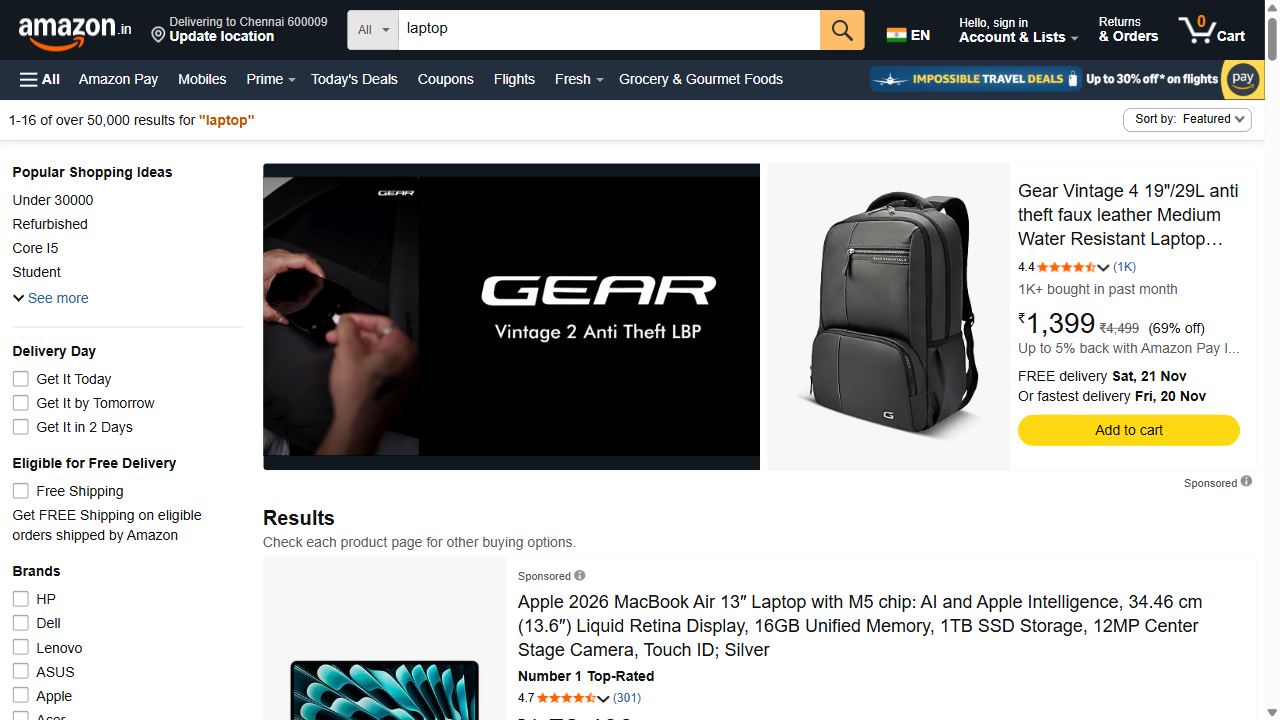 amazon.in
Delivering to Chennai 600009
Update location
All
laptop
EN
Hello, sign in
Account & Lists
Returns
& Orders
0
Cart
All
Amazon Pay
Mobiles
Prime
Today's Deals
Coupons
Flights
Fresh
Grocery & Gourmet Foods
IMPOSSIBLE TRAVEL DEALS
Up to 30% off* on flights
pay
1-16 of over 50,000 results for "laptop"
Sort by: Featured
Popular Shopping Ideas
Under 30000
Refurbished
Core I5
Student
See more
Delivery Day
Get It Today
Get It by Tomorrow
Get It in 2 Days
Eligible for Free Delivery
Free Shipping
Get FREE Shipping on eligible
orders shipped by Amazon
Brands
HP
Dell
Lenovo
ASUS
Apple
Acer
GEAR
GEAR
Vintage 2 Anti Theft LBP
G
Gear Vintage 4 19"/29L anti
theft faux leather Medium
Water Resistant Laptop…
4.4 (1K)
1K+ bought in past month
₹1,399 ₹4,499 (69% off)
Up to 5% back with Amazon Pay I...
FREE delivery Sat, 21 Nov
Or fastest delivery Fri, 20 Nov
Add to cart
Sponsored
Results
Check each product page for other buying options.
Sponsored
Apple 2026 MacBook Air 13″ Laptop with M5 chip: AI and Apple Intelligence, 34.46 cm
(13.6″) Liquid Retina Display, 16GB Unified Memory, 1TB SSD Storage, 12MP Center
Stage Camera, Touch ID; Silver
Number 1 Top-Rated
4.7 (301)